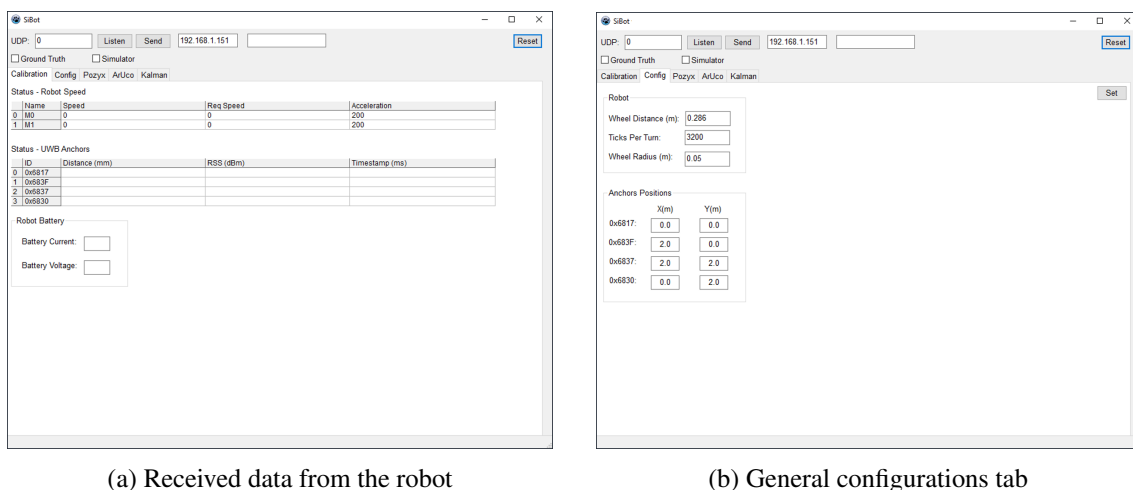 SiBot
UDP: 0 Listen Send 192.168.1.151 Reset
Ground Truth Simulator
Calibration Config Pozyx ArUco Kalman
Status - Robot Speed
Name Speed Req Speed Acceleration
0 M0 0 0 200
1 M1 0 0 200
Status - UWB Anchors
ID Distance (mm) RSS (dBm) Timestamp (ms)
0 0x6817
1 0x683F
2 0x6837
3 0x6830
Robot Battery
Battery Current:
Battery Voltage:
(a) Received data from the robot
SiBot
UDP: 0 Listen Send 192.168.1.151 Reset
Ground Truth Simulator
Calibration Config Pozyx ArUco Kalman
Set
Robot
Wheel Distance (m): 0.286
Ticks Per Turn: 3200
Wheel Radius (m): 0.05
Anchors Positions
X(m) Y(m)
0x6817: 0.0 0.0
0x683F: 2.0 0.0
0x6837: 2.0 2.0
0x6830: 0.0 2.0
(b) General configurations tab